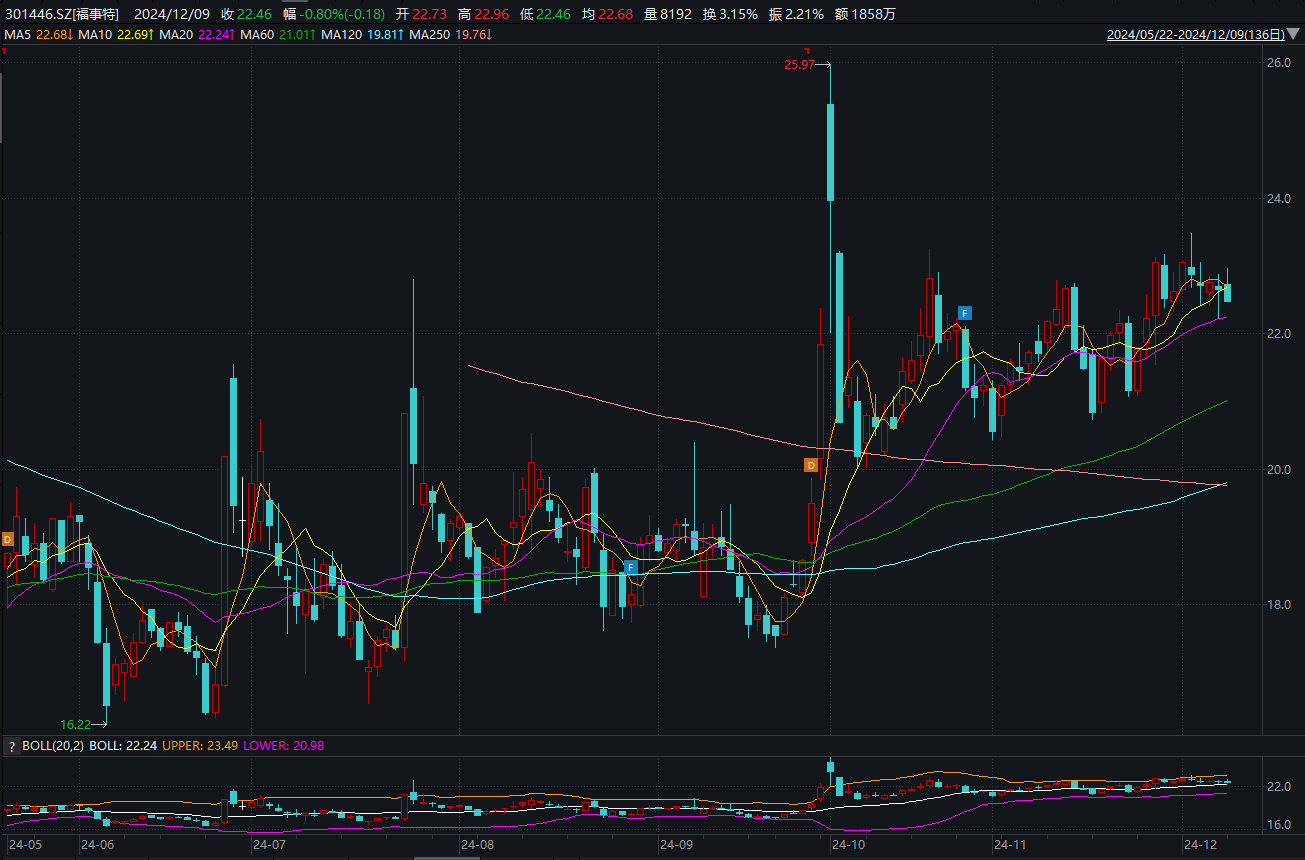 301446.SZ[福事特] 2024/12/09 收 22.46 幅 -0.80%(-0.18) 开 22.73 高 22.96 低 22.46 均 22.68 量 8192 换 3.15% 振 2.21% 额 1858万
MA5 22.68↓ MA10 22.69↑ MA20 22.24↑ MA60 21.01↑ MA120 19.81↑ MA250 19.76↓ 2024/05/22-2024/12/09(136日)▼
26.0
25.97
24.0
22.0
F
20.0
D
D
F
18.0
16.22
? BOLL(20,2) BOLL: 22.24 UPPER: 23.49 LOWER: 20.98
22.0
16.0
24-05 24-06 24-07 24-08 24-09 24-10 24-11 24-12